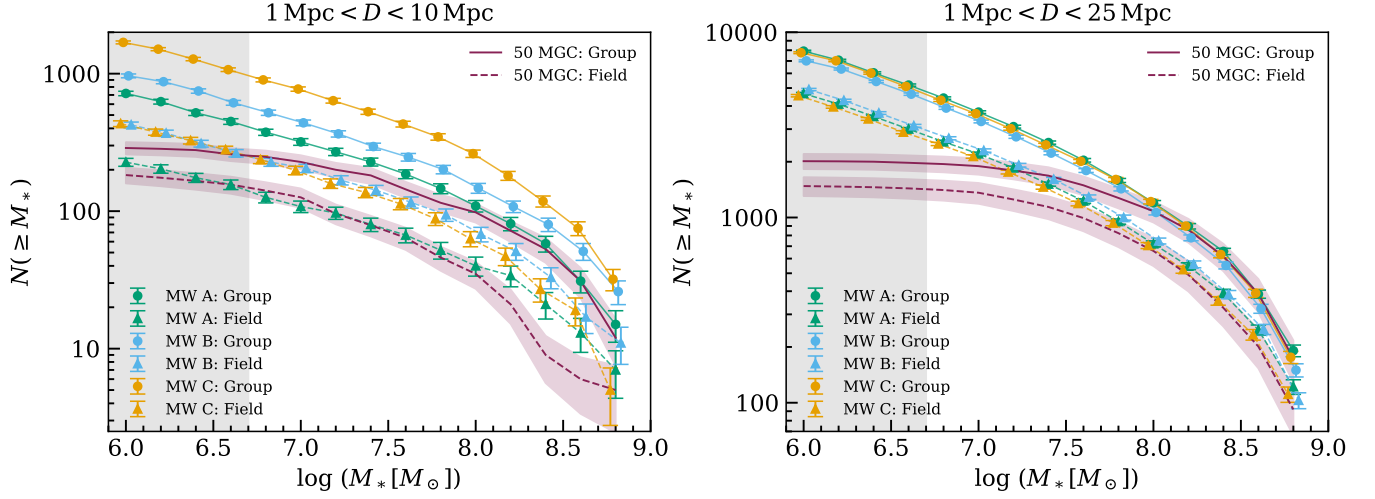 1 Mpc < D < 10 Mpc
N(≥ M*)
1000
100
10
50 MGC: Group
50 MGC: Field
MW A: Group
MW A: Field
MW B: Group
MW B: Field
MW C: Group
MW C: Field
6.0 6.5 7.0 7.5 8.0 8.5 9.0
log (M* [M⊙])
1 Mpc < D < 25 Mpc
N(≥ M*)
10000
1000
100
50 MGC: Group
50 MGC: Field
MW A: Group
MW A: Field
MW B: Group
MW B: Field
MW C: Group
MW C: Field
6.0 6.5 7.0 7.5 8.0 8.5 9.0
log (M* [M⊙])